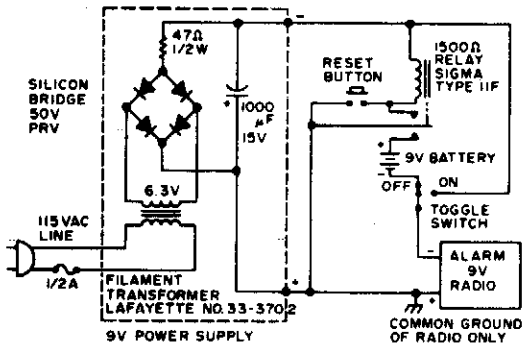 47Ω
1/2W
SILICON
BRIDGE
50V
PRV
+
1000
μF
15V
6.3V
115VAC
LINE
1/2A
FILAMENT
TRANSFORMER
LAFAYETTE NO. 33-3702
9V POWER SUPPLY
−
+
RESET
BUTTON
1500Ω
RELAY
SIGMA
TYPE 11F
+
9V BATTERY
−
OFF
ON
TOGGLE
SWITCH
−
ALARM
9V
RADIO
+
COMMON GROUND
OF RADIO ONLY